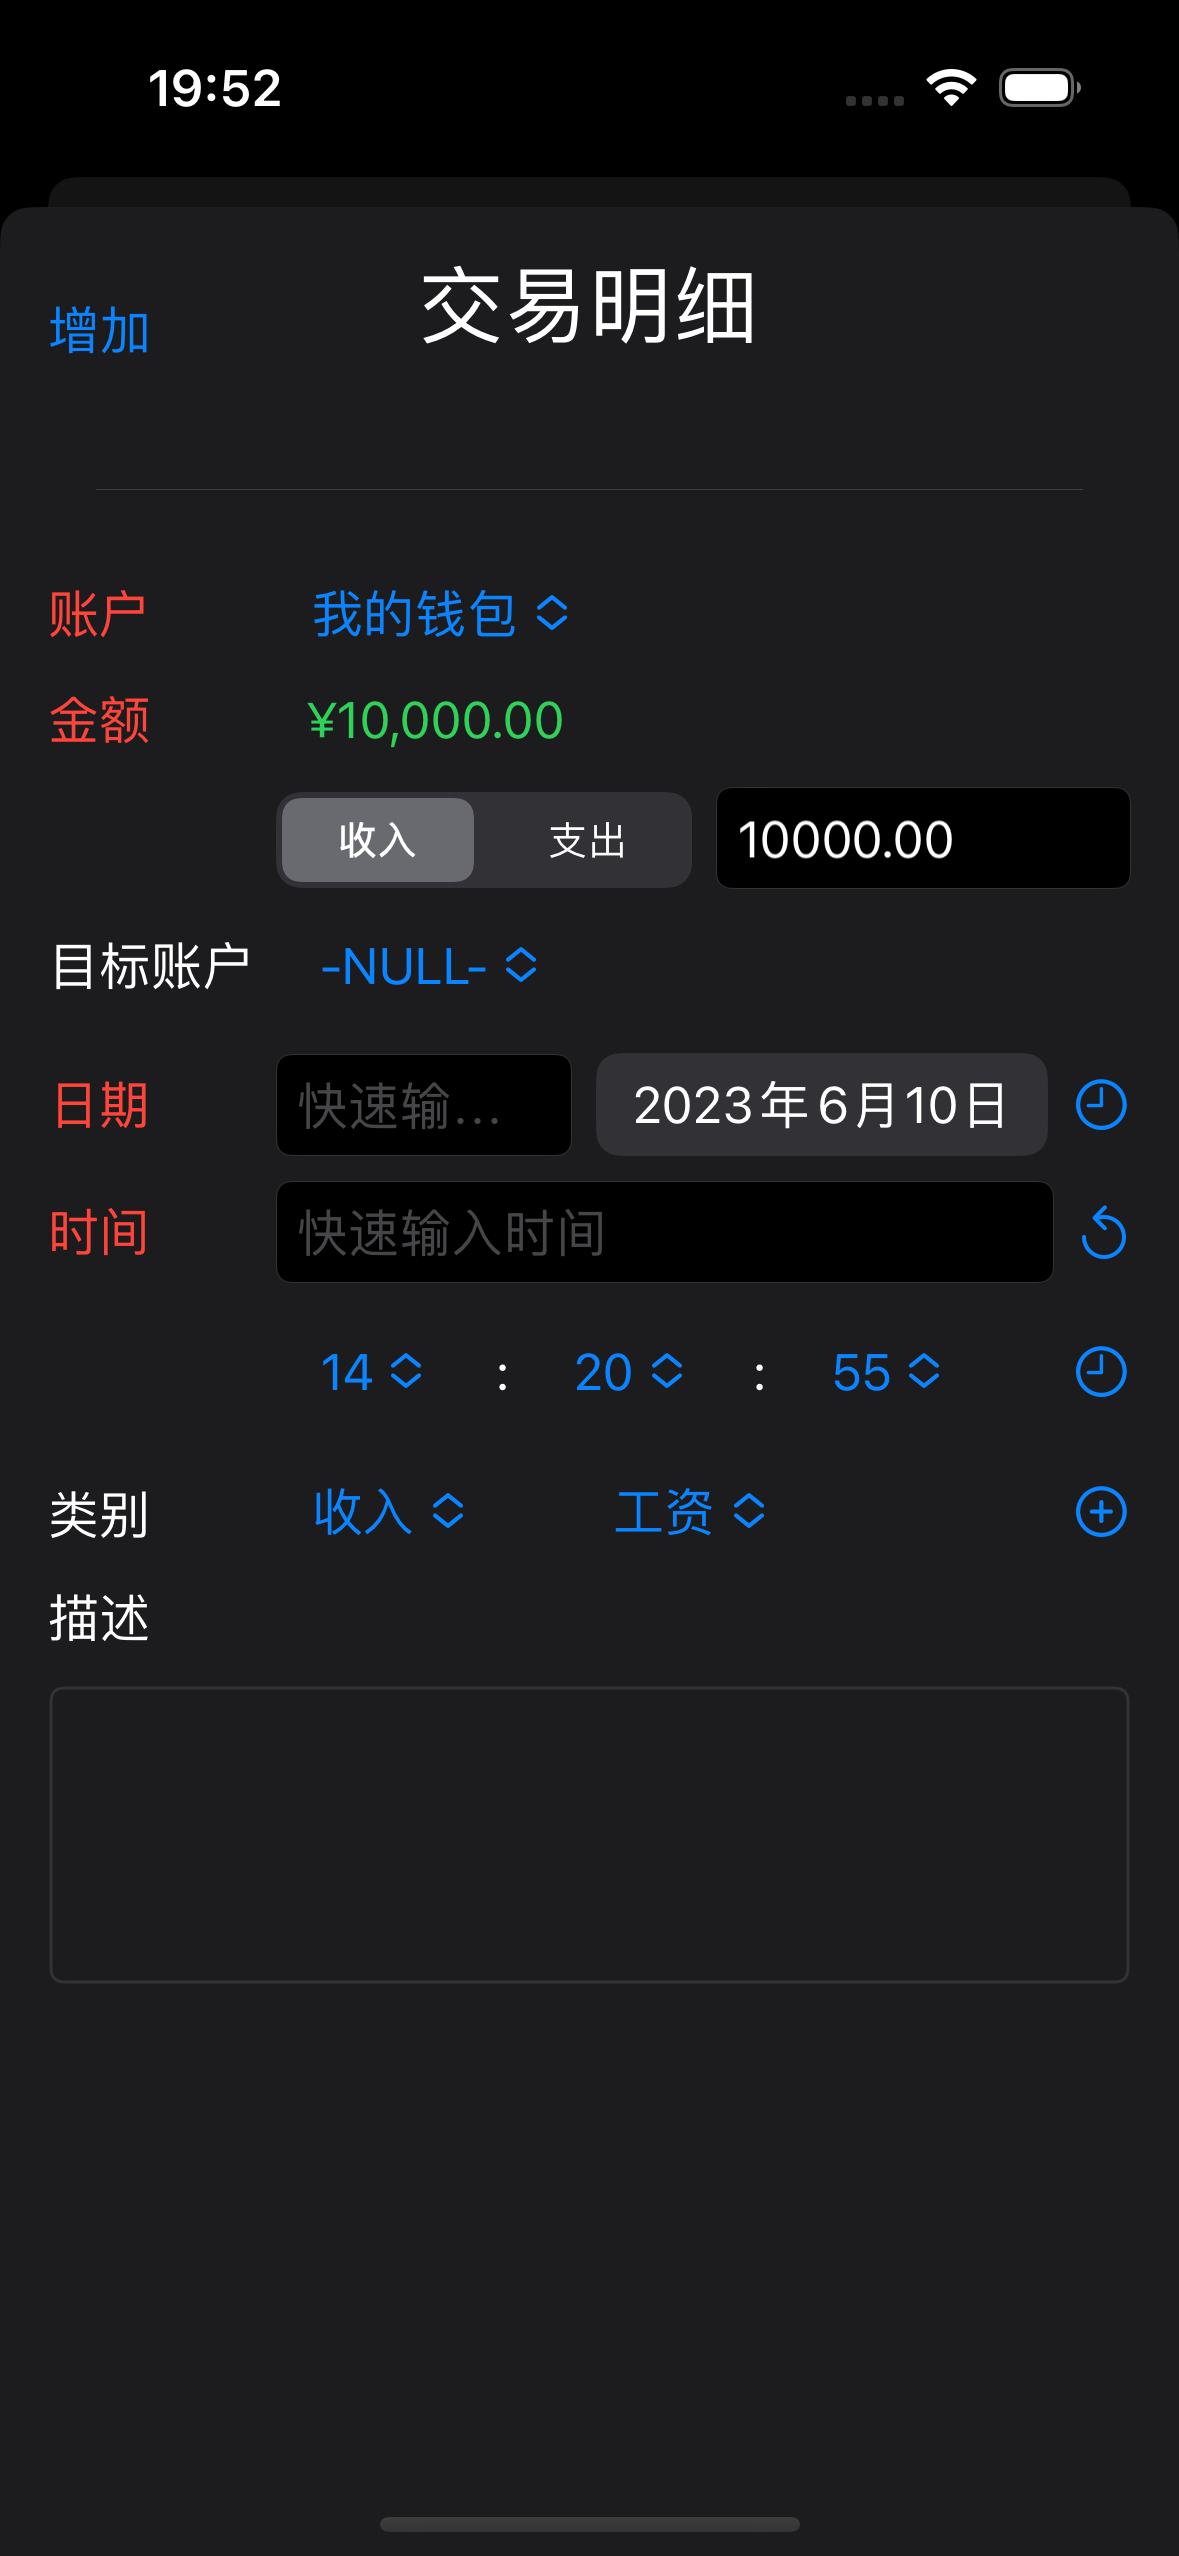 19:52
交易明细
增加
账户 我的钱包
金额 ¥10,000.00
收入 支出 10000.00
目标账户 -NULL-
日期 快速输... 2023年6月10日
时间 快速输入时间
14 : 20 : 55
类别 收入 工资
描述